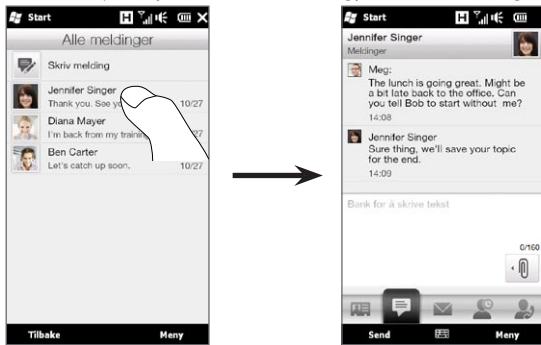 Start H
Alle meldinger
Skriv melding
Jennifer Singer
Thank you. See 10/27
Diana Mayer
I'm back from my training 27
Ben Carter
Let's catch up soon. 10/27
Tilbake Meny
Start H
Jennifer Singer
Meldinger
Meg:
The lunch is going great. Might be
a bit late back to the office. Can
you tell Bob to start without me?
14:08
Jennifer Singer
Sure thing, we'll save your topic
for the end.
14:09
Bank for å skrive tekst
0/160
Send Meny